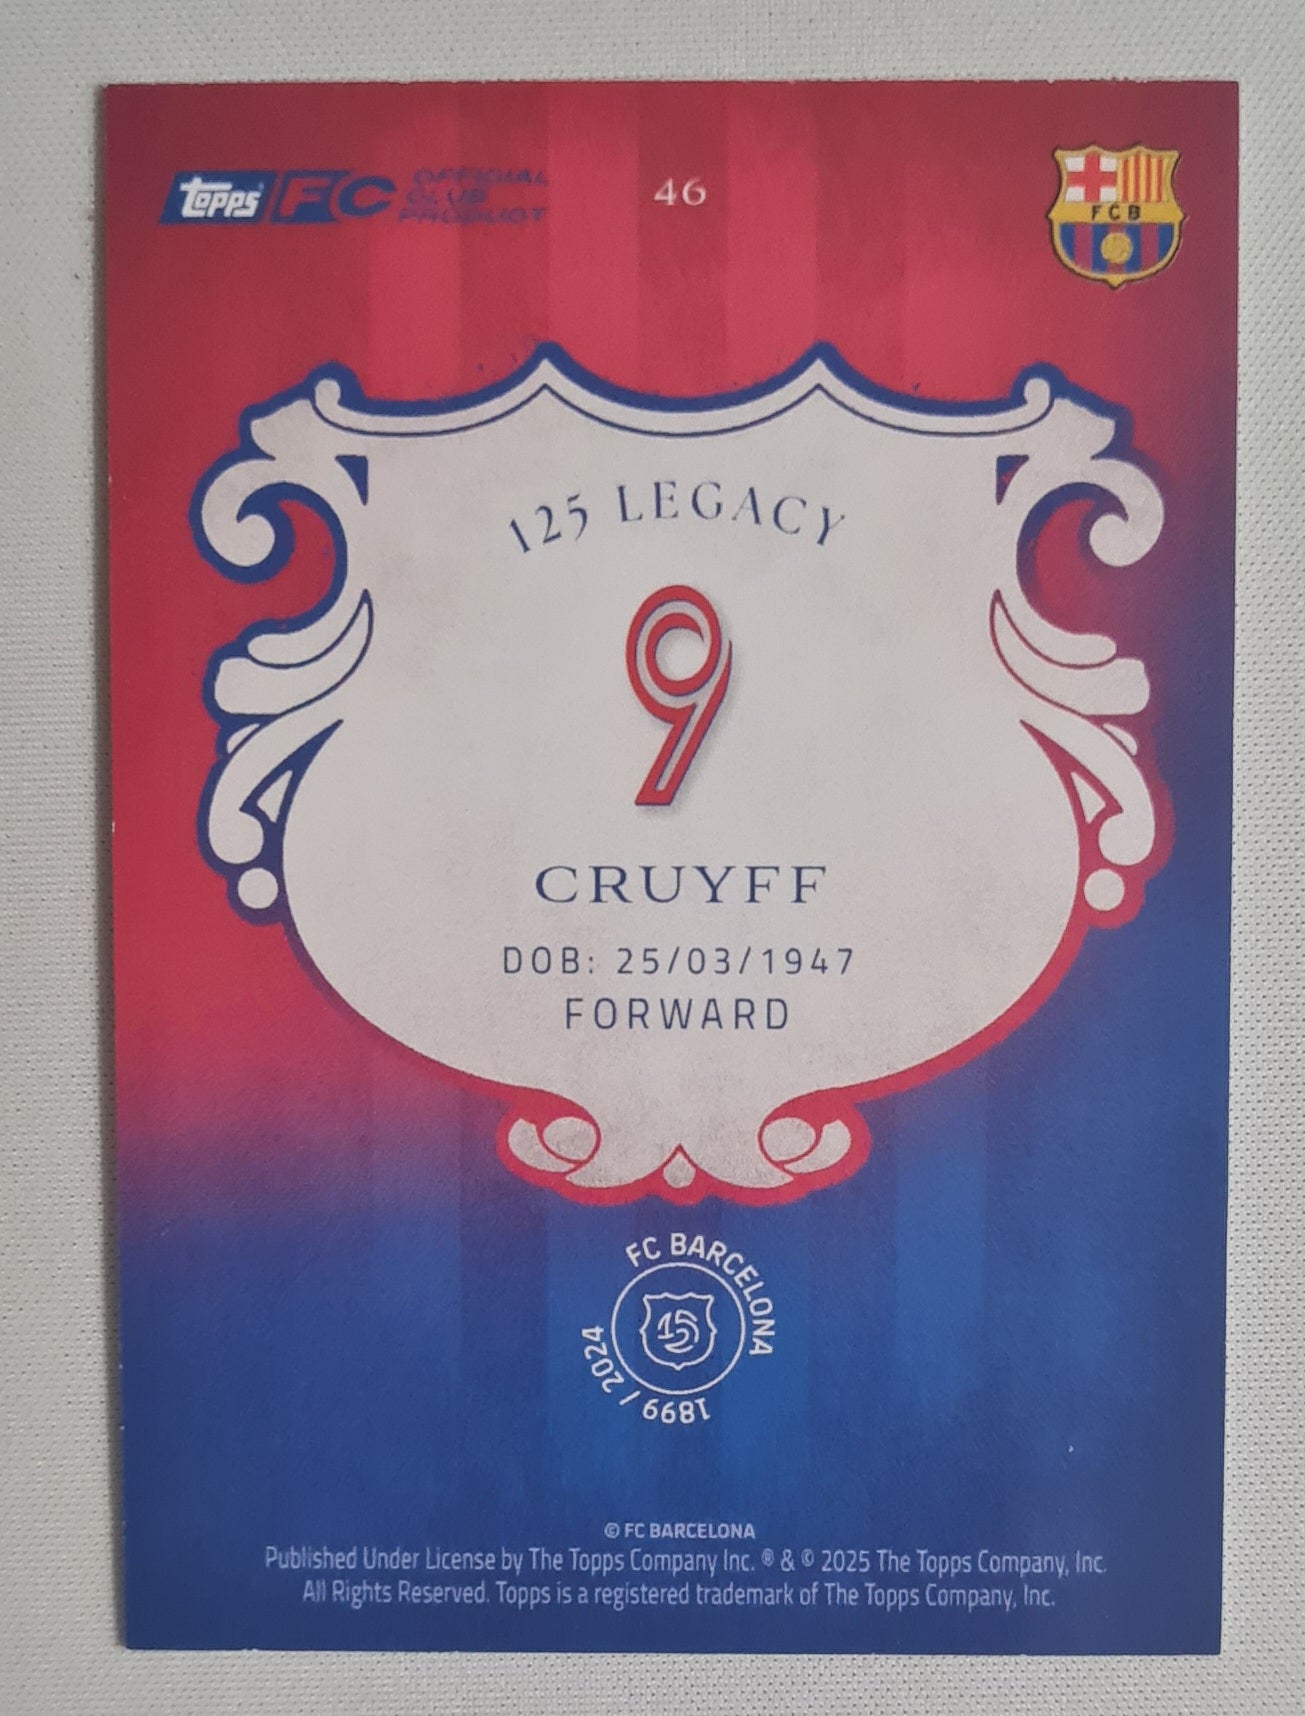 topps FC OFFICIAL
CLUB
PRODUCT
46
FCB
125 LEGACY
9
CRUYFF
DOB: 25/03/1947
FORWARD
FC BARCELONA
125
1899 / 2024
© FC BARCELONA
Published Under License by The Topps Company Inc. ® & © 2025 The Topps Company, Inc.
All Rights Reserved. Topps is a registered trademark of The Topps Company, Inc.